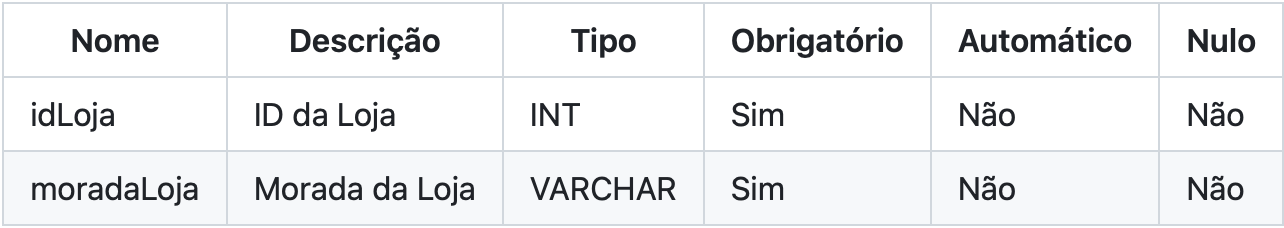 Nome Descrição Tipo Obrigatório Automático Nulo
idLoja ID da Loja INT Sim Não Não
moradaLoja Morada da Loja VARCHAR Sim Não Não